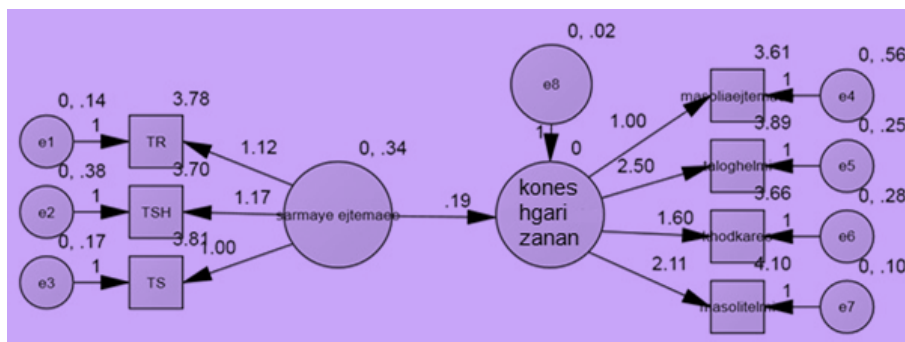 0, .14
3.78
e1
1
TR
1.12
0, .38
3.70
e2
1
TSH
1.17
0, .17
3.81
e3
1
TS
1.00
0, .34
sarmaye ejtemaee
.19
0, .02
e8
1
0
kones
hgari
zanan
1.00
2.50
1.60
2.11
3.61
0, .56
1
e4
3.89
0, .25
1
e5
3.66
0, .28
1
e6
4.10
0, .10
1
e7